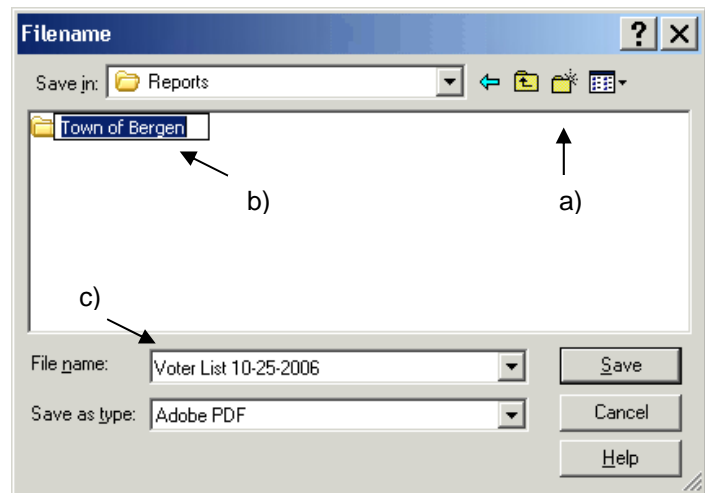 Filename
Save in: Reports
Town of Bergen
b) a)
c)
File name: Voter List 10-25-2006 Save
Save as type: Adobe PDF Cancel
Help